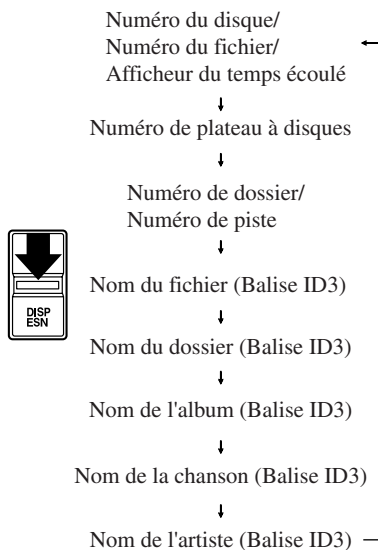 Numéro du disque/
Numéro du fichier/
Afficheur du temps écoulé
Numéro de plateau à disques
Numéro de dossier/
Numéro de piste
Nom du fichier (Balise ID3)
DISP
ESN
Nom du dossier (Balise ID3)
Nom de l'album (Balise ID3)
Nom de la chanson (Balise ID3)
Nom de l'artiste (Balise ID3)